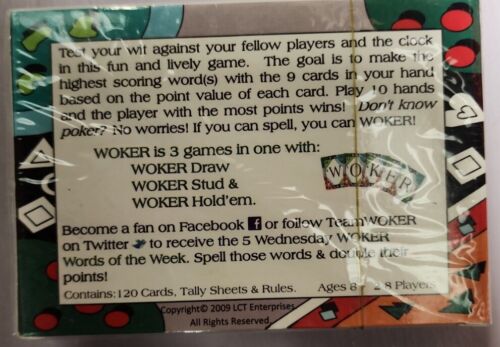 Test your wit against your fellow players and the clock
in this fun and lively game. The goal is to make the
highest scoring word(s) with the 9 cards in your hand
based on the point value of each card. Play 10 hands
and the player with the most points wins! Don't know
poker? No worries! If you can spell, you can WOKER!
WOKER is 3 games in one with:
WOKER Draw
WOKER Stud &
WOKER Hold'em.
WOKER
Become a fan on Facebook f or follow TeamWOKER
on Twitter to receive the 5 Wednesday WOKER
Words of the Week. Spell those words & double their
points!
Contains: 120 Cards, Tally Sheets & Rules. Ages 8 2-8 Players
Copyright© 2009 LCT Enterprises.
All Rights Reserved.